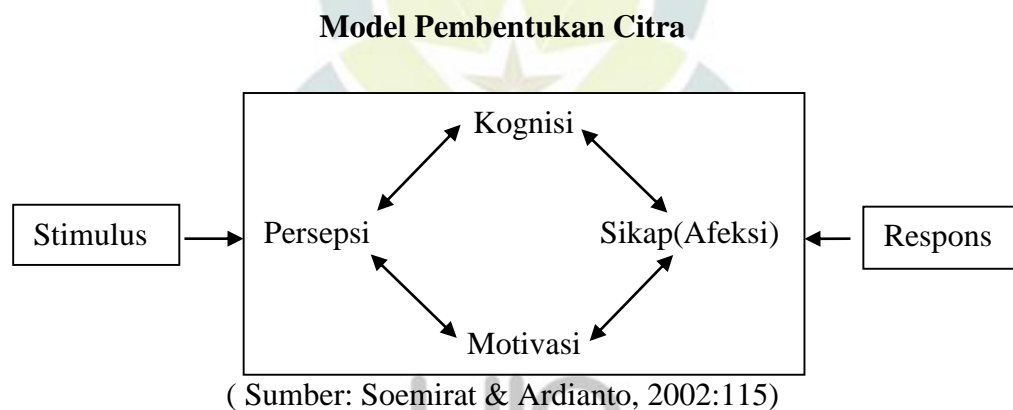 Model Pembentukan Citra
Kognisi
Stimulus
Persepsi
Sikap(Afeksi)
Respons
Motivasi
( Sumber: Soemirat & Ardianto, 2002:115)